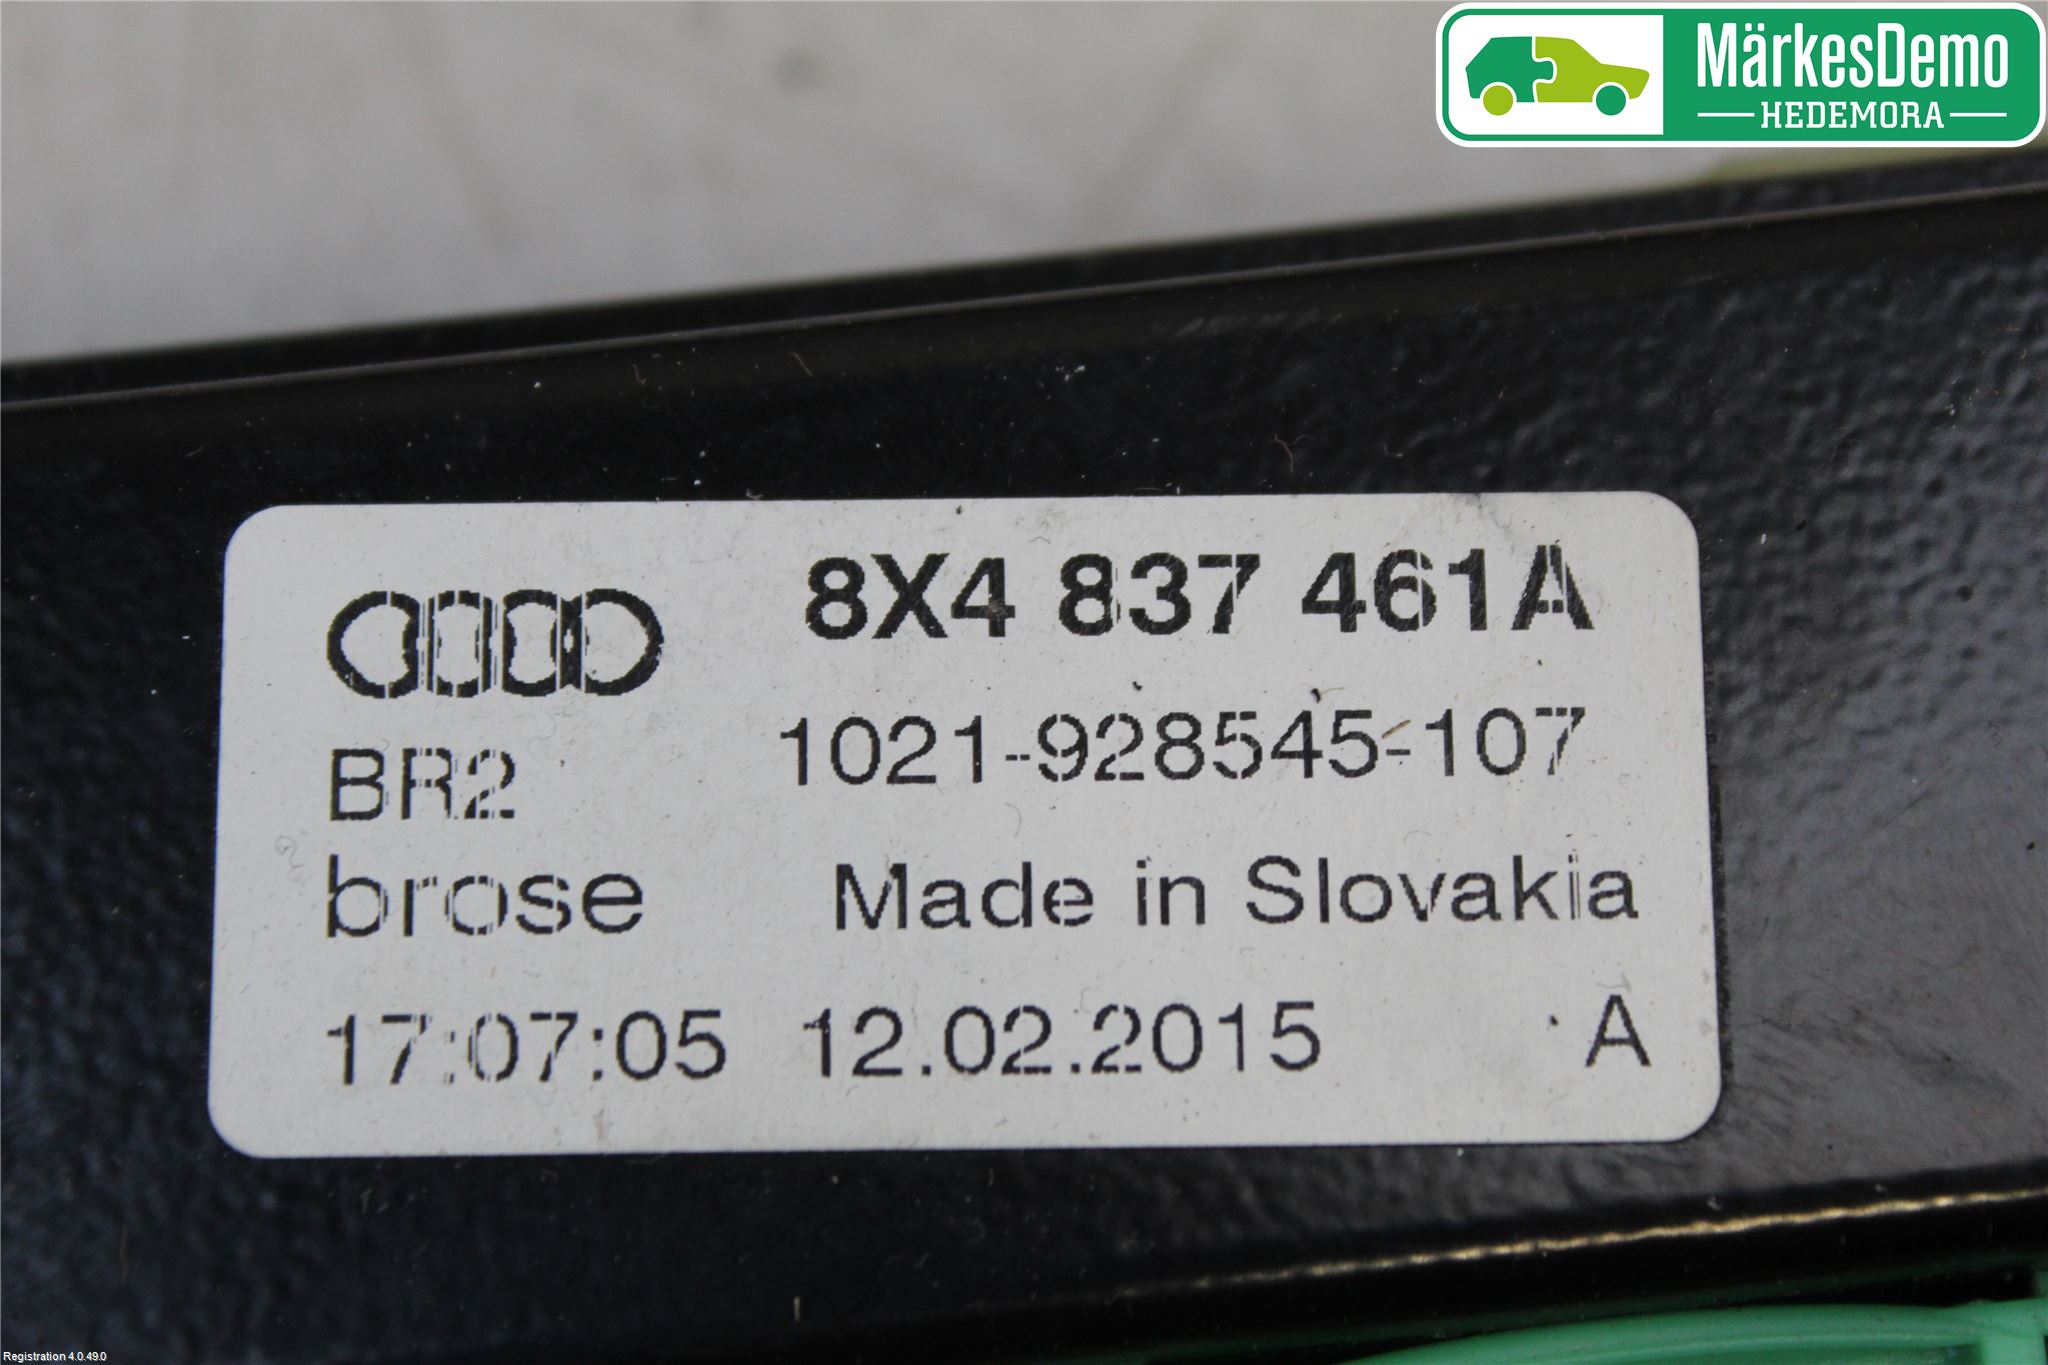 MärkesDemo
HEDEMORA
8X4 837 461A
BR2 1021-928545-107
brose Made in Slovakia
17:07:05 12.02.2015 A
Registration 4.0.49.0